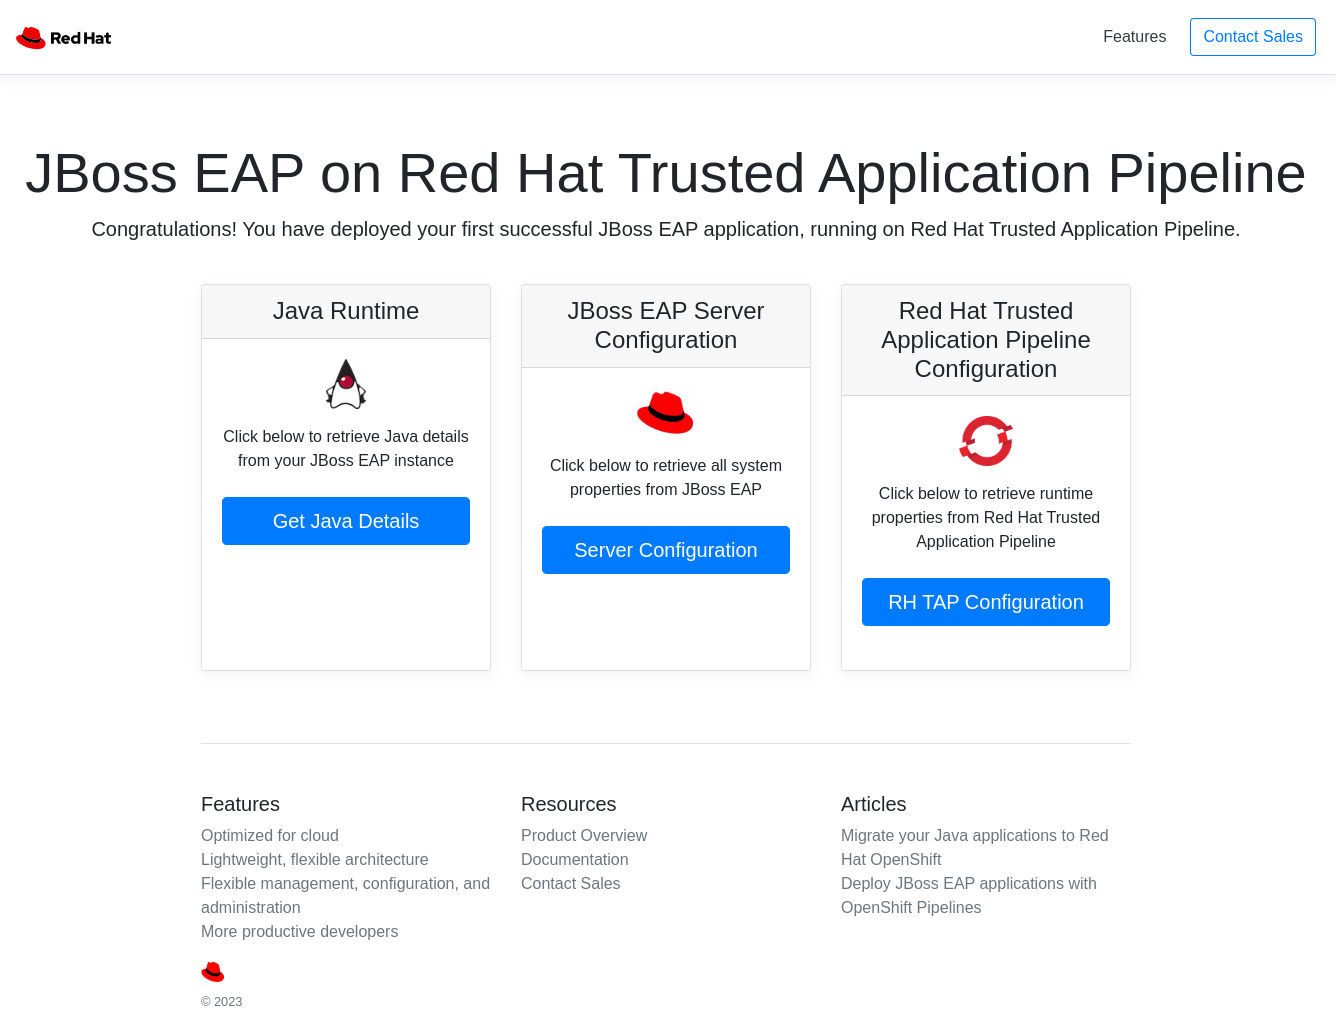 Red Hat
Features
Contact Sales
JBoss EAP on Red Hat Trusted Application Pipeline
Congratulations! You have deployed your first successful JBoss EAP application, running on Red Hat Trusted Application Pipeline.
Java Runtime
Click below to retrieve Java details
from your JBoss EAP instance
Get Java Details
JBoss EAP Server
Configuration
Click below to retrieve all system
properties from JBoss EAP
Server Configuration
Red Hat Trusted
Application Pipeline
Configuration
Click below to retrieve runtime
properties from Red Hat Trusted
Application Pipeline
RH TAP Configuration
Features
Optimized for cloud
Lightweight, flexible architecture
Flexible management, configuration, and
administration
More productive developers
Resources
Product Overview
Documentation
Contact Sales
Articles
Migrate your Java applications to Red
Hat OpenShift
Deploy JBoss EAP applications with
OpenShift Pipelines
© 2023